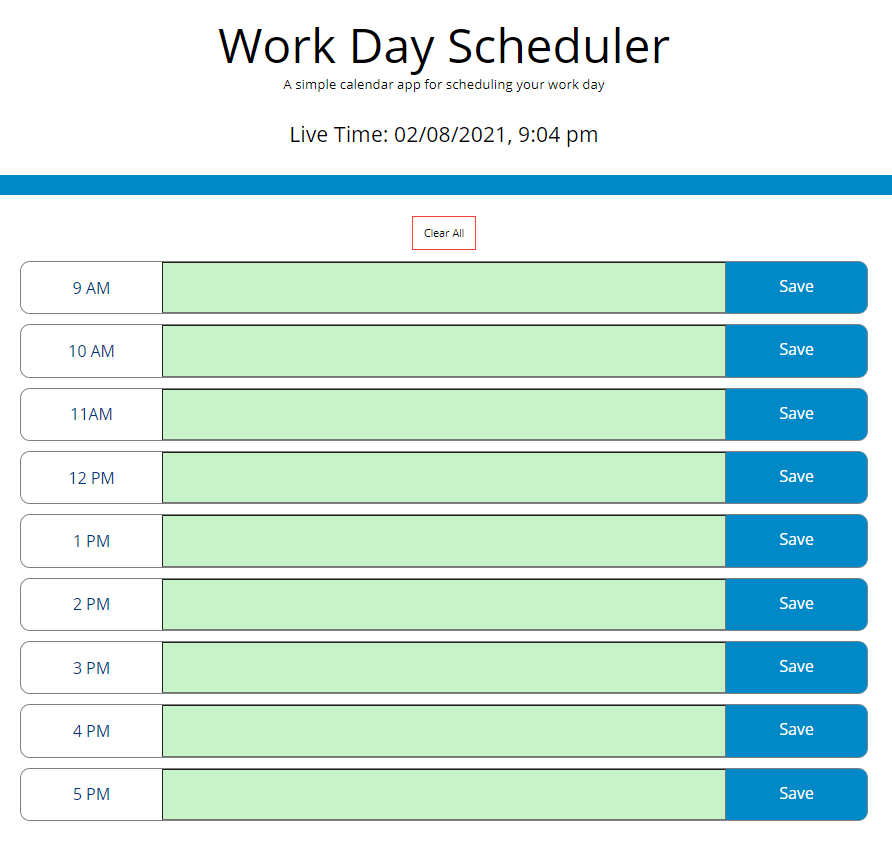 Work Day Scheduler
A simple calendar app for scheduling your work day
Live Time: 02/08/2021, 9:04 pm
Clear All
9 AM Save
10 AM Save
11AM Save
12 PM Save
1 PM Save
2 PM Save
3 PM Save
4 PM Save
5 PM Save